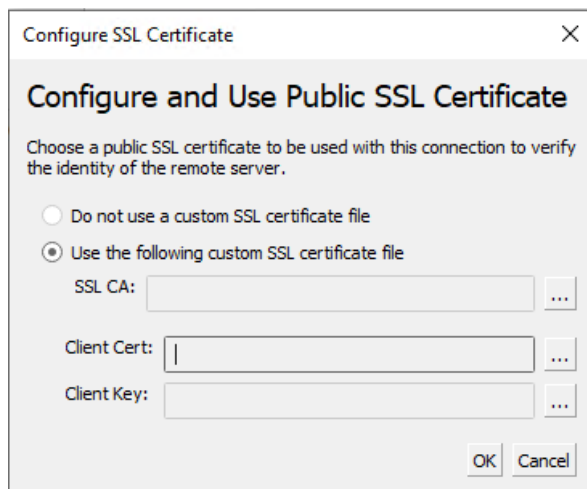 Configure SSL Certificate
Configure and Use Public SSL Certificate
Choose a public SSL certificate to be used with this connection to verify
the identity of the remote server.
Do not use a custom SSL certificate file
Use the following custom SSL certificate file
SSL CA: ...
Client Cert: ...
Client Key: ...
OK Cancel